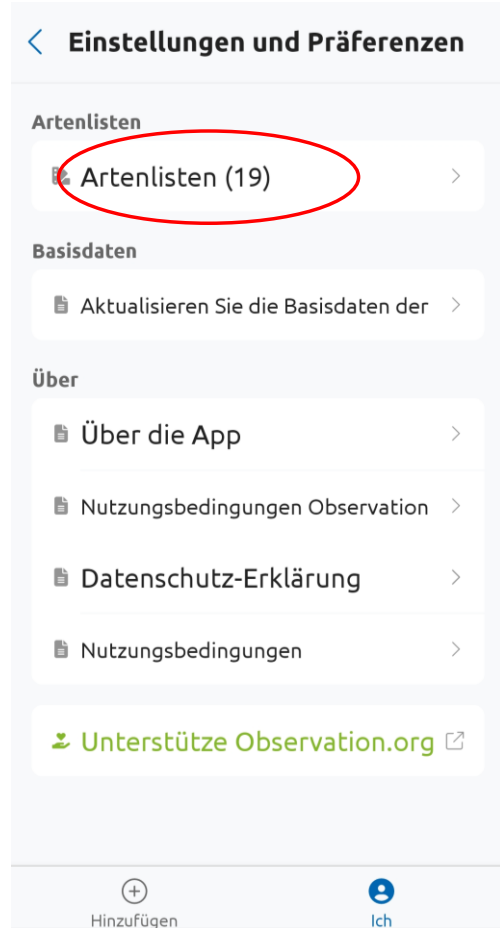 Einstellungen und Präferenzen
Artenlisten
Artenlisten (19)
Basisdaten
Aktualisieren Sie die Basisdaten der
Über
Über die App
Nutzungsbedingungen Observation
Datenschutz-Erklärung
Nutzungsbedingungen
Unterstütze Observation.org
Hinzufügen
Ich